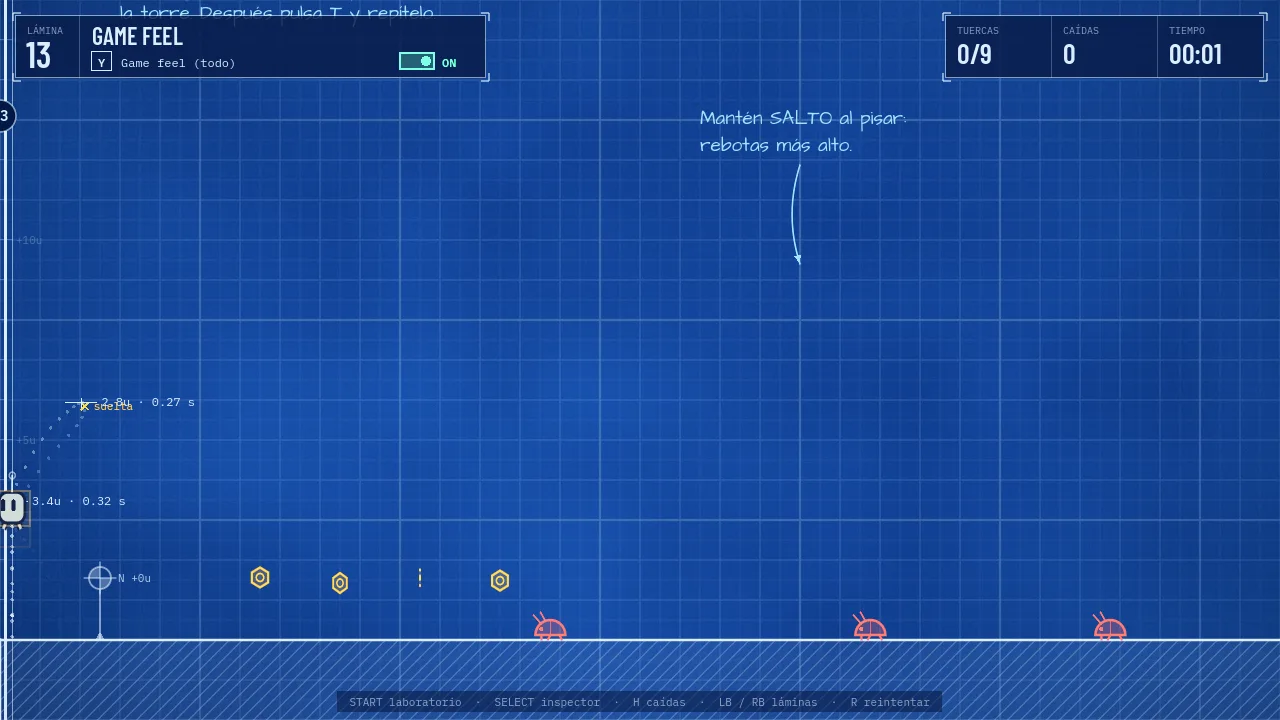 la torre. Después pulsa T y repítelo.
LÁMINA
13
GAME FEEL
Y Game feel (todo)
ON
TUERCAS
0/9
CAÍDAS
0
TIEMPO
00:01
3
Mantén SALTO al pisar:
rebotas más alto.
+10u
2.8u · 0.27 s
suelta
+5u
3.4u · 0.32 s
N +0u
START laboratorio · SELECT inspector · H caídas · LB / RB láminas · R reintentar